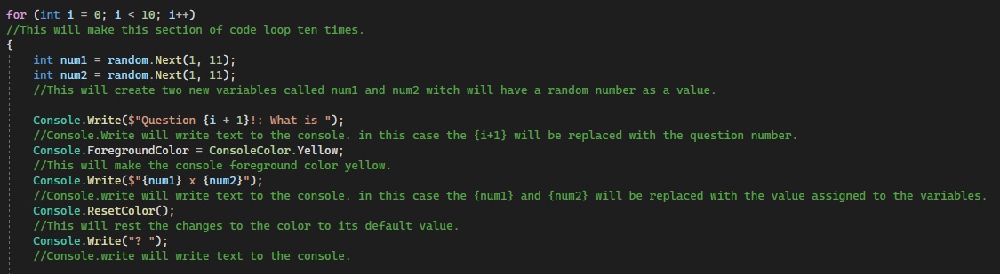 for (int i = 0; i < 10; i++)
//This will make this section of code loop ten times.
{
int num1 = random.Next(1, 11);
int num2 = random.Next(1, 11);
//This will create two new variables called num1 and num2 witch will have a random number as a value.
Console.Write($"Question {i + 1}!: What is ");
//Console.Write will write text to the console. in this case the {i+1} will be replaced with the question number.
Console.ForegroundColor = ConsoleColor.Yellow;
//This will make the console foreground color yellow.
Console.Write($"{num1} x {num2}");
//Console.write will write text to the console. in this case the {num1} and {num2} will be replaced with the value assigned to the variables.
Console.ResetColor();
//This will rest the changes to the color to its default value.
Console.Write("? ");
//Console.write will write text to the console.